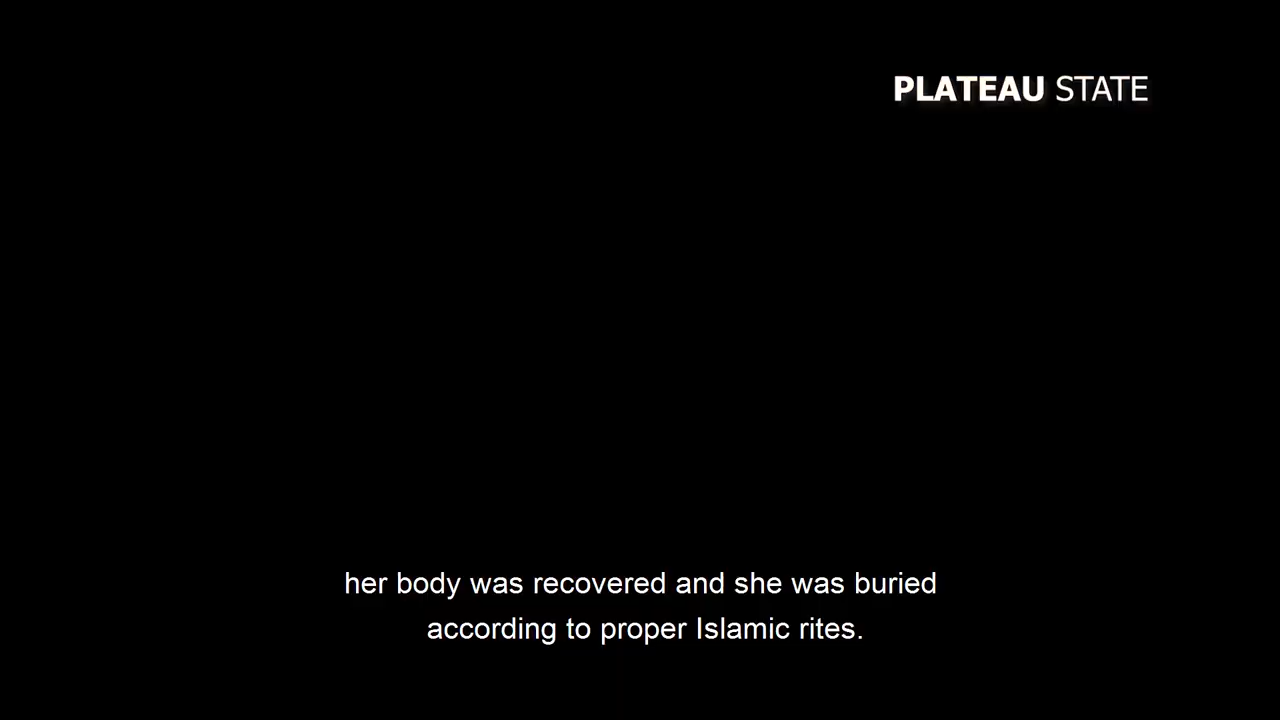 PLATEAU STATE
her body was recovered and she was buried
according to proper Islamic rites.